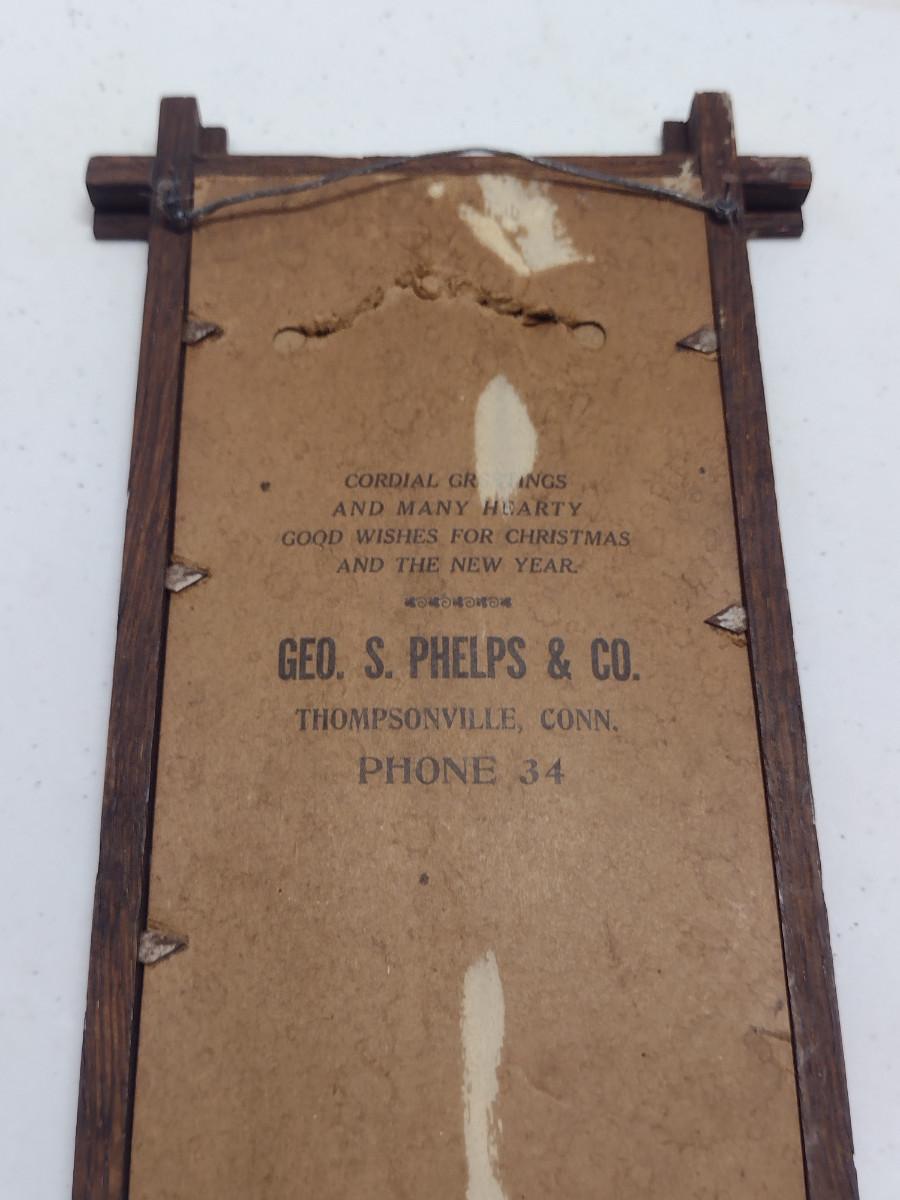 CORDIAL GREETINGS
AND MANY HEARTY
GOOD WISHES FOR CHRISTMAS
AND THE NEW YEAR.
GEO. S. PHELPS & CO.
THOMPSONVILLE, CONN.
PHONE 34